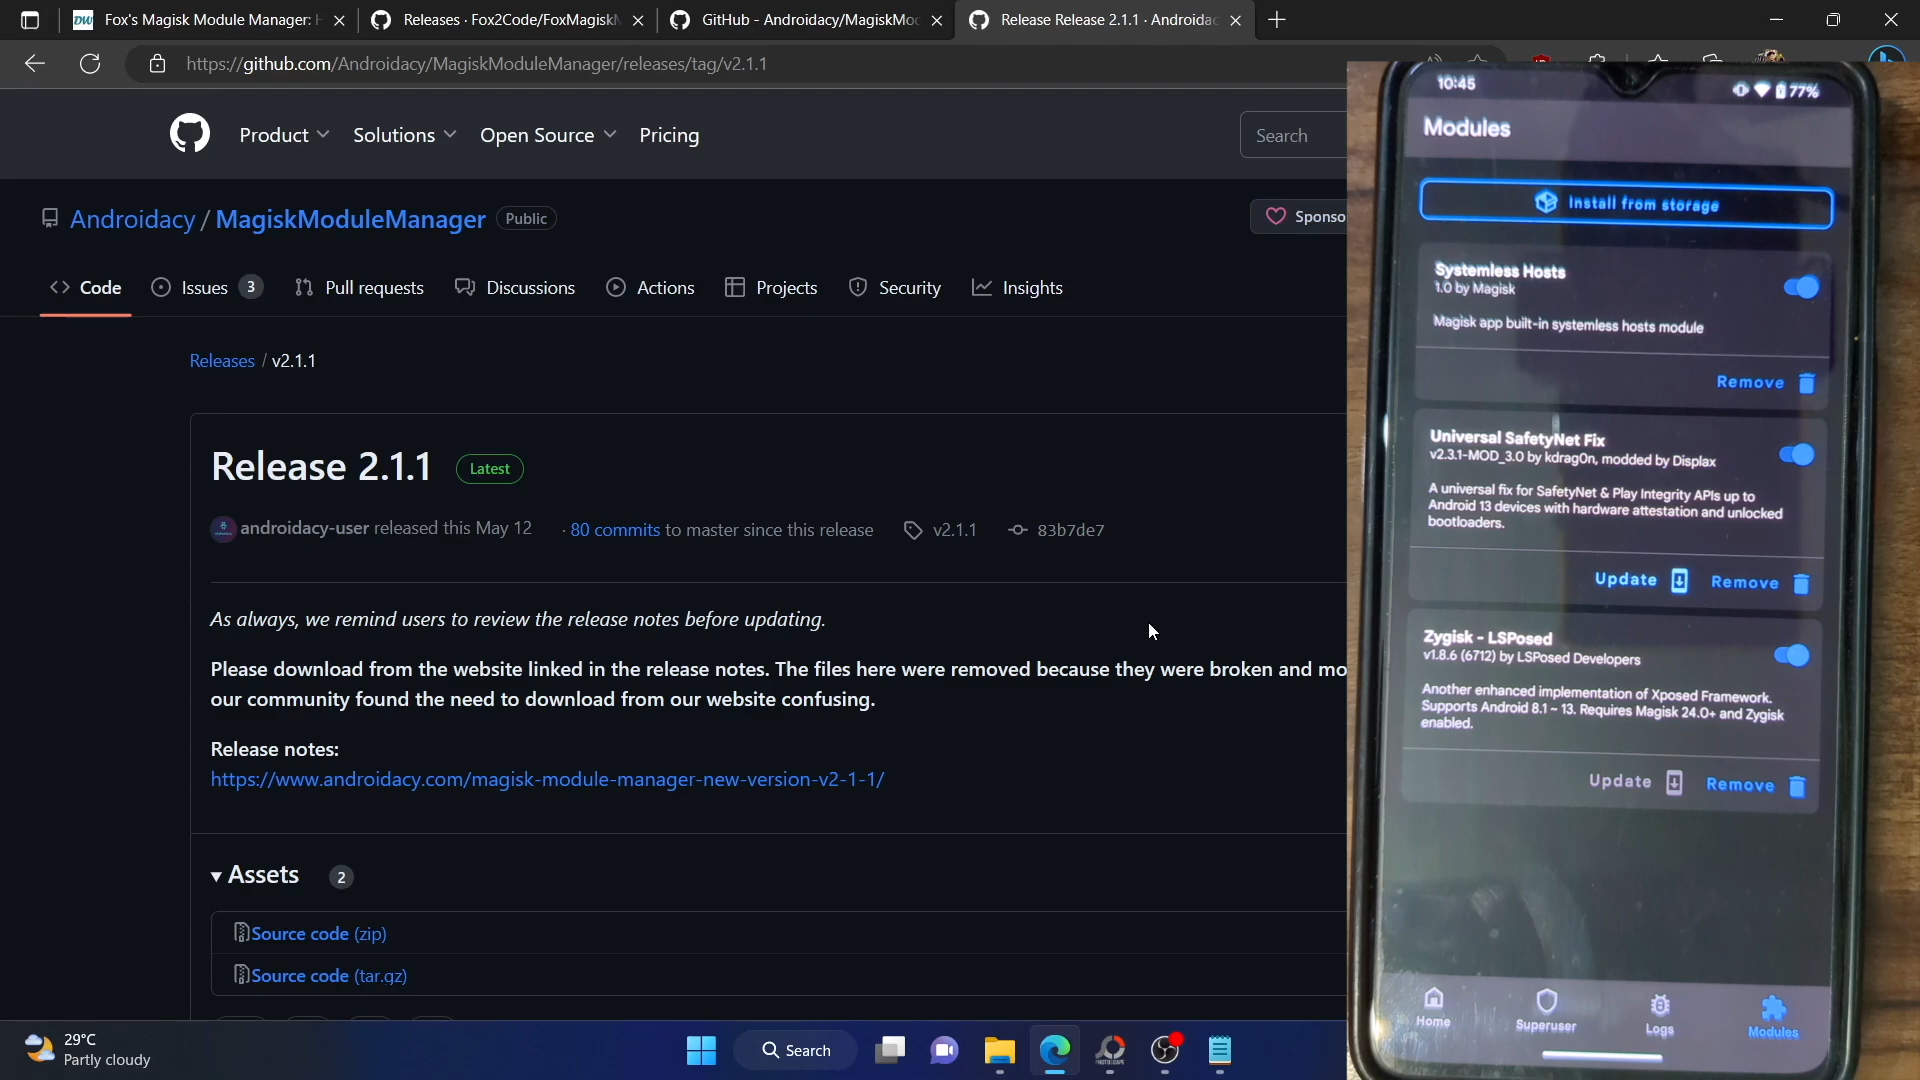 Fox's Magisk Module Manager:
Releases · Fox2Code/FoxMagisk
GitHub - Androidacy/MagiskMod
Release Release 2.1.1 · Androidac
https://github.com/Androidacy/MagiskModuleManager/releases/tag/v2.1.1
Product
Solutions
Open Source
Pricing
Search
Androidacy / MagiskModuleManager Public
Sponso
Code
Issues 3
Pull requests
Discussions
Actions
Projects
Security
Insights
Releases / v2.1.1
Release 2.1.1 Latest
androidacy-user released this May 12 · 80 commits to master since this release v2.1.1 83b7de7
As always, we remind users to review the release notes before updating.
Please download from the website linked in the release notes. The files here were removed because they were broken and mo
our community found the need to download from our website confusing.
Release notes:
https://www.androidacy.com/magisk-module-manager-new-version-v2-1-1/
Assets 2
Source code (zip)
Source code (tar.gz)
29°C
Partly cloudy
Search
10:45
77%
Modules
Install from storage
Systemless Hosts
1.0 by Magisk
Magisk app built-in systemless hosts module
Remove
Universal SafetyNet Fix
v2.3.1-MOD_3.0 by kdrag0n, modded by Displax
A universal fix for SafetyNet & Play Integrity APIs up to
Android 13 devices with hardware attestation and unlocked
bootloaders.
Update Remove
Zygisk - LSPosed
v1.8.6 (6712) by LSPosed Developers
Another enhanced implementation of Xposed Framework.
Supports Android 8.1 ~ 13. Requires Magisk 24.0+ and Zygisk
enabled.
Update Remove
Home
Superuser
Logs
Modules